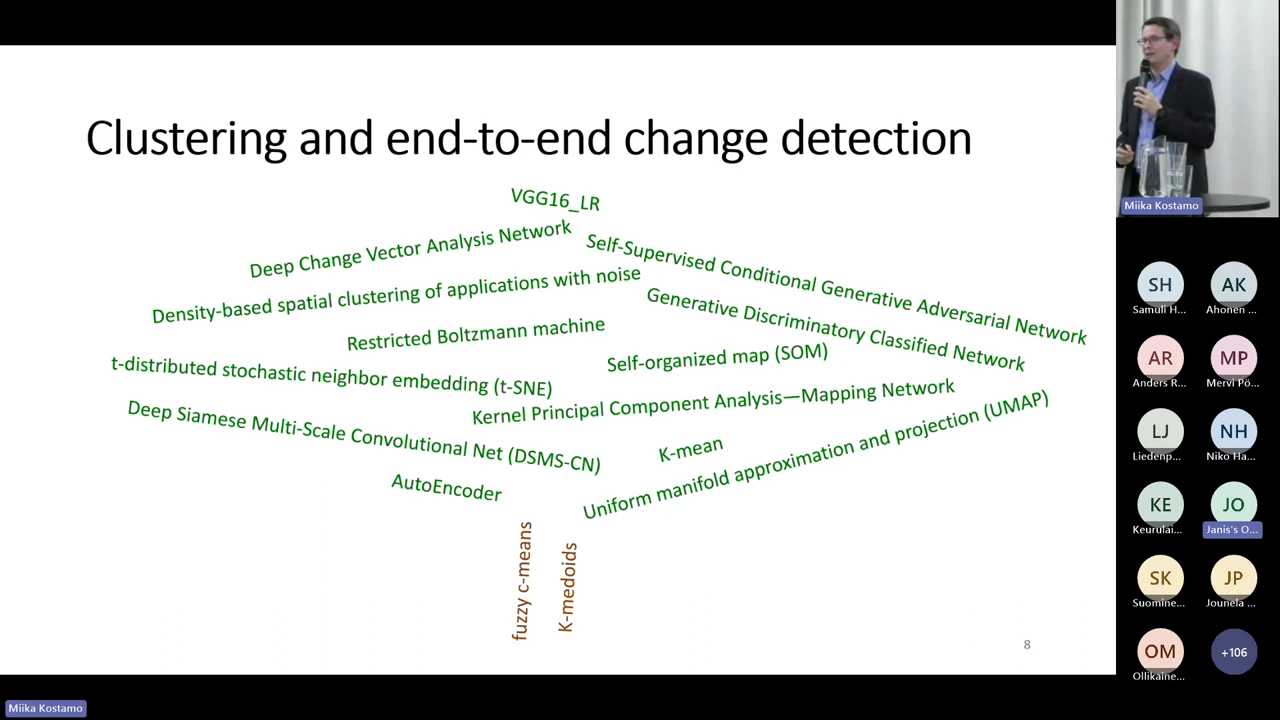 Clustering and end-to-end change detection
VGG16_LR
Deep Change Vector Analysis Network
Self-Supervised Conditional Generative Adversarial Network
Density-based spatial clustering of applications with noise
Generative Discriminatory Classified Network
Restricted Boltzmann machine
Self-organized map (SOM)
t-distributed stochastic neighbor embedding (t-SNE)
Kernel Principal Component Analysis—Mapping Network
Deep Siamese Multi-Scale Convolutional Net (DSMS-CN)
K-mean
Uniform manifold approximation and projection (UMAP)
AutoEncoder
fuzzy c-means
K-medoids
8
Miika Kostamo
SH
Samuli H...
AK
Ahonen ...
AR
Anders R...
MP
Mervi Pö...
LJ
Liedenp...
NH
Niko Ha...
KE
Keurulai...
JO
Janis's O...
SK
Suomine...
JP
Jounela ...
OM
Ollikaine...
+106
Miika Kostamo